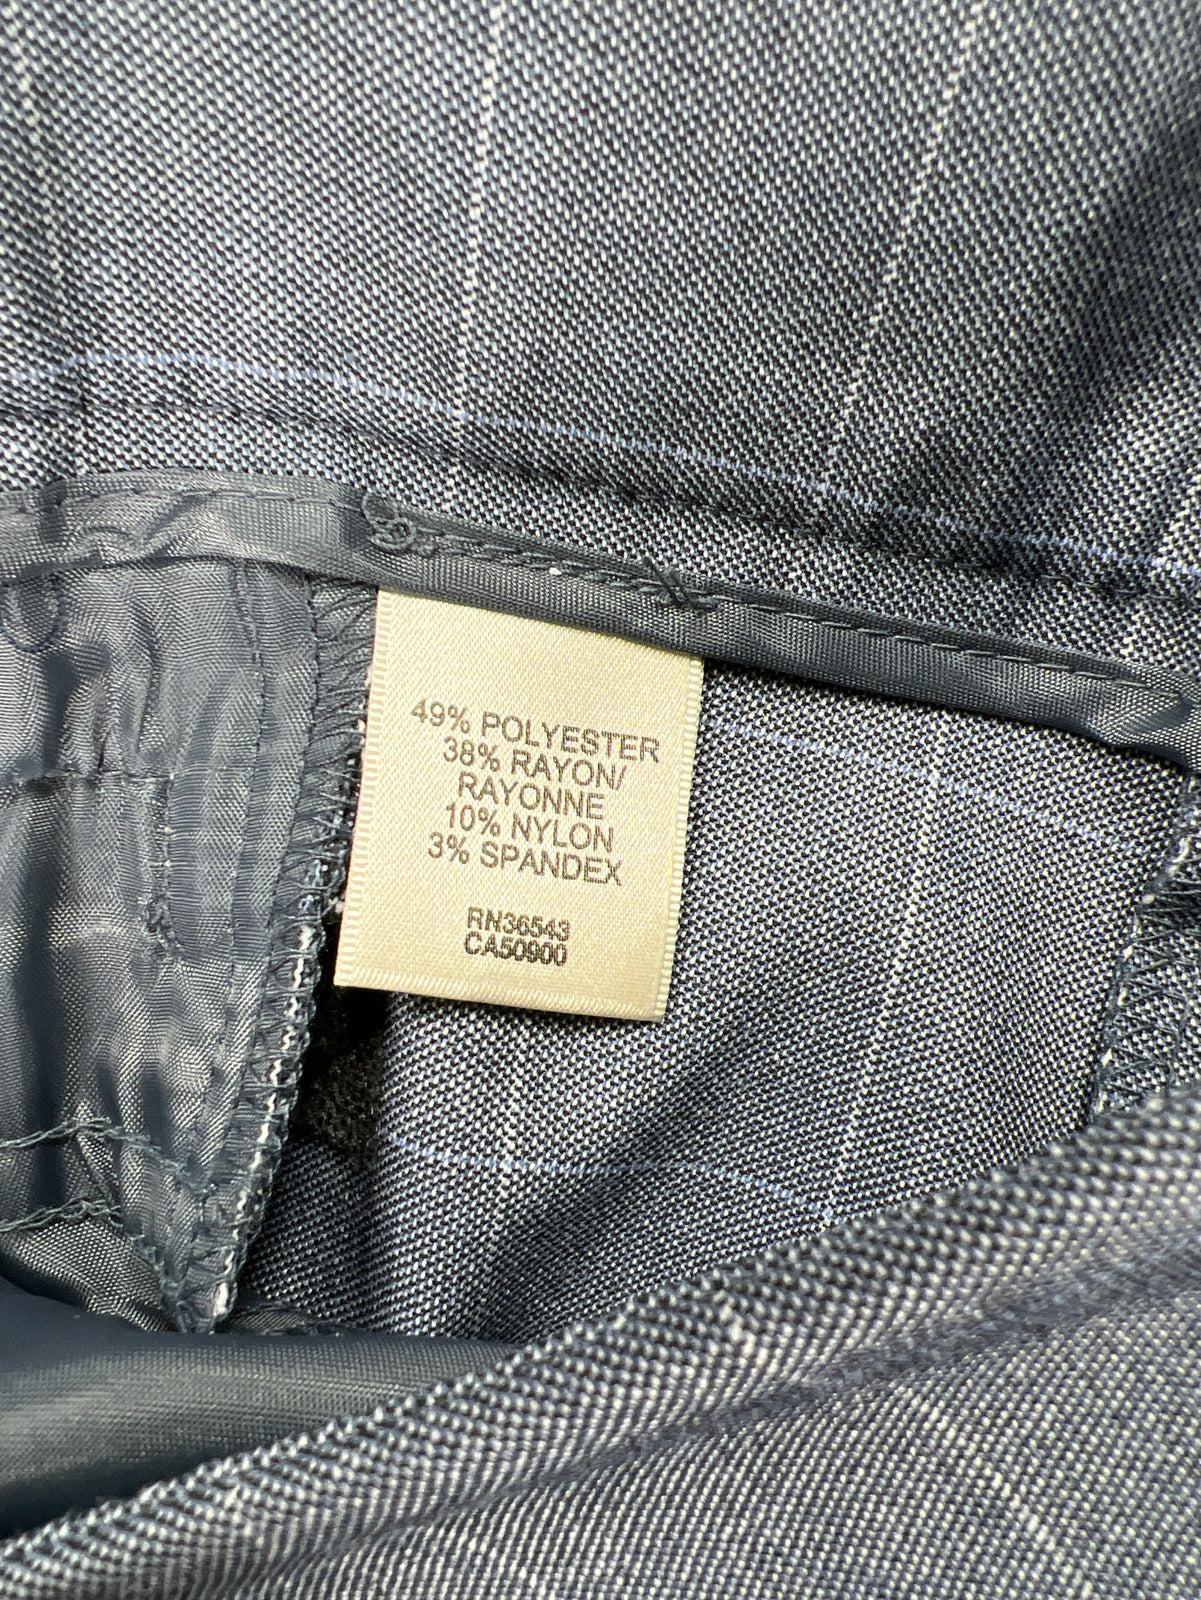 49% POLYESTER
38% RAYON/
RAYONNE
10% NYLON
3% SPANDEX
RN36543
CA50900